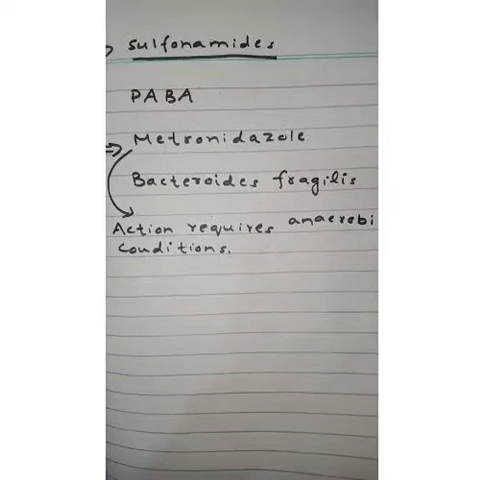 Sulfonamides
PABA
⇒ Metronidazole
Bacteroides fragilis
Action requires anaerobi
conditions.